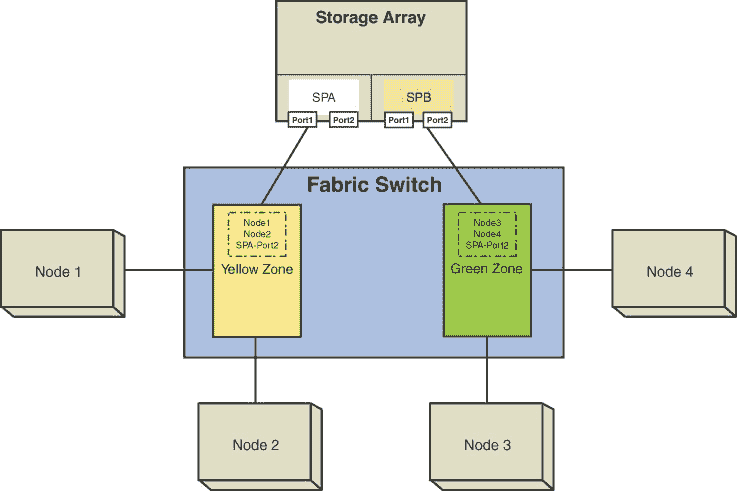 Storage Array
SPA
SPB
Port1
Port2
Port1
Port2
Fabric Switch
Node1
Node2
SPA-Port2
Yellow Zone
Node3
Node4
SPA-Port2
Green Zone
Node 1
Node 4
Node 2
Node 3